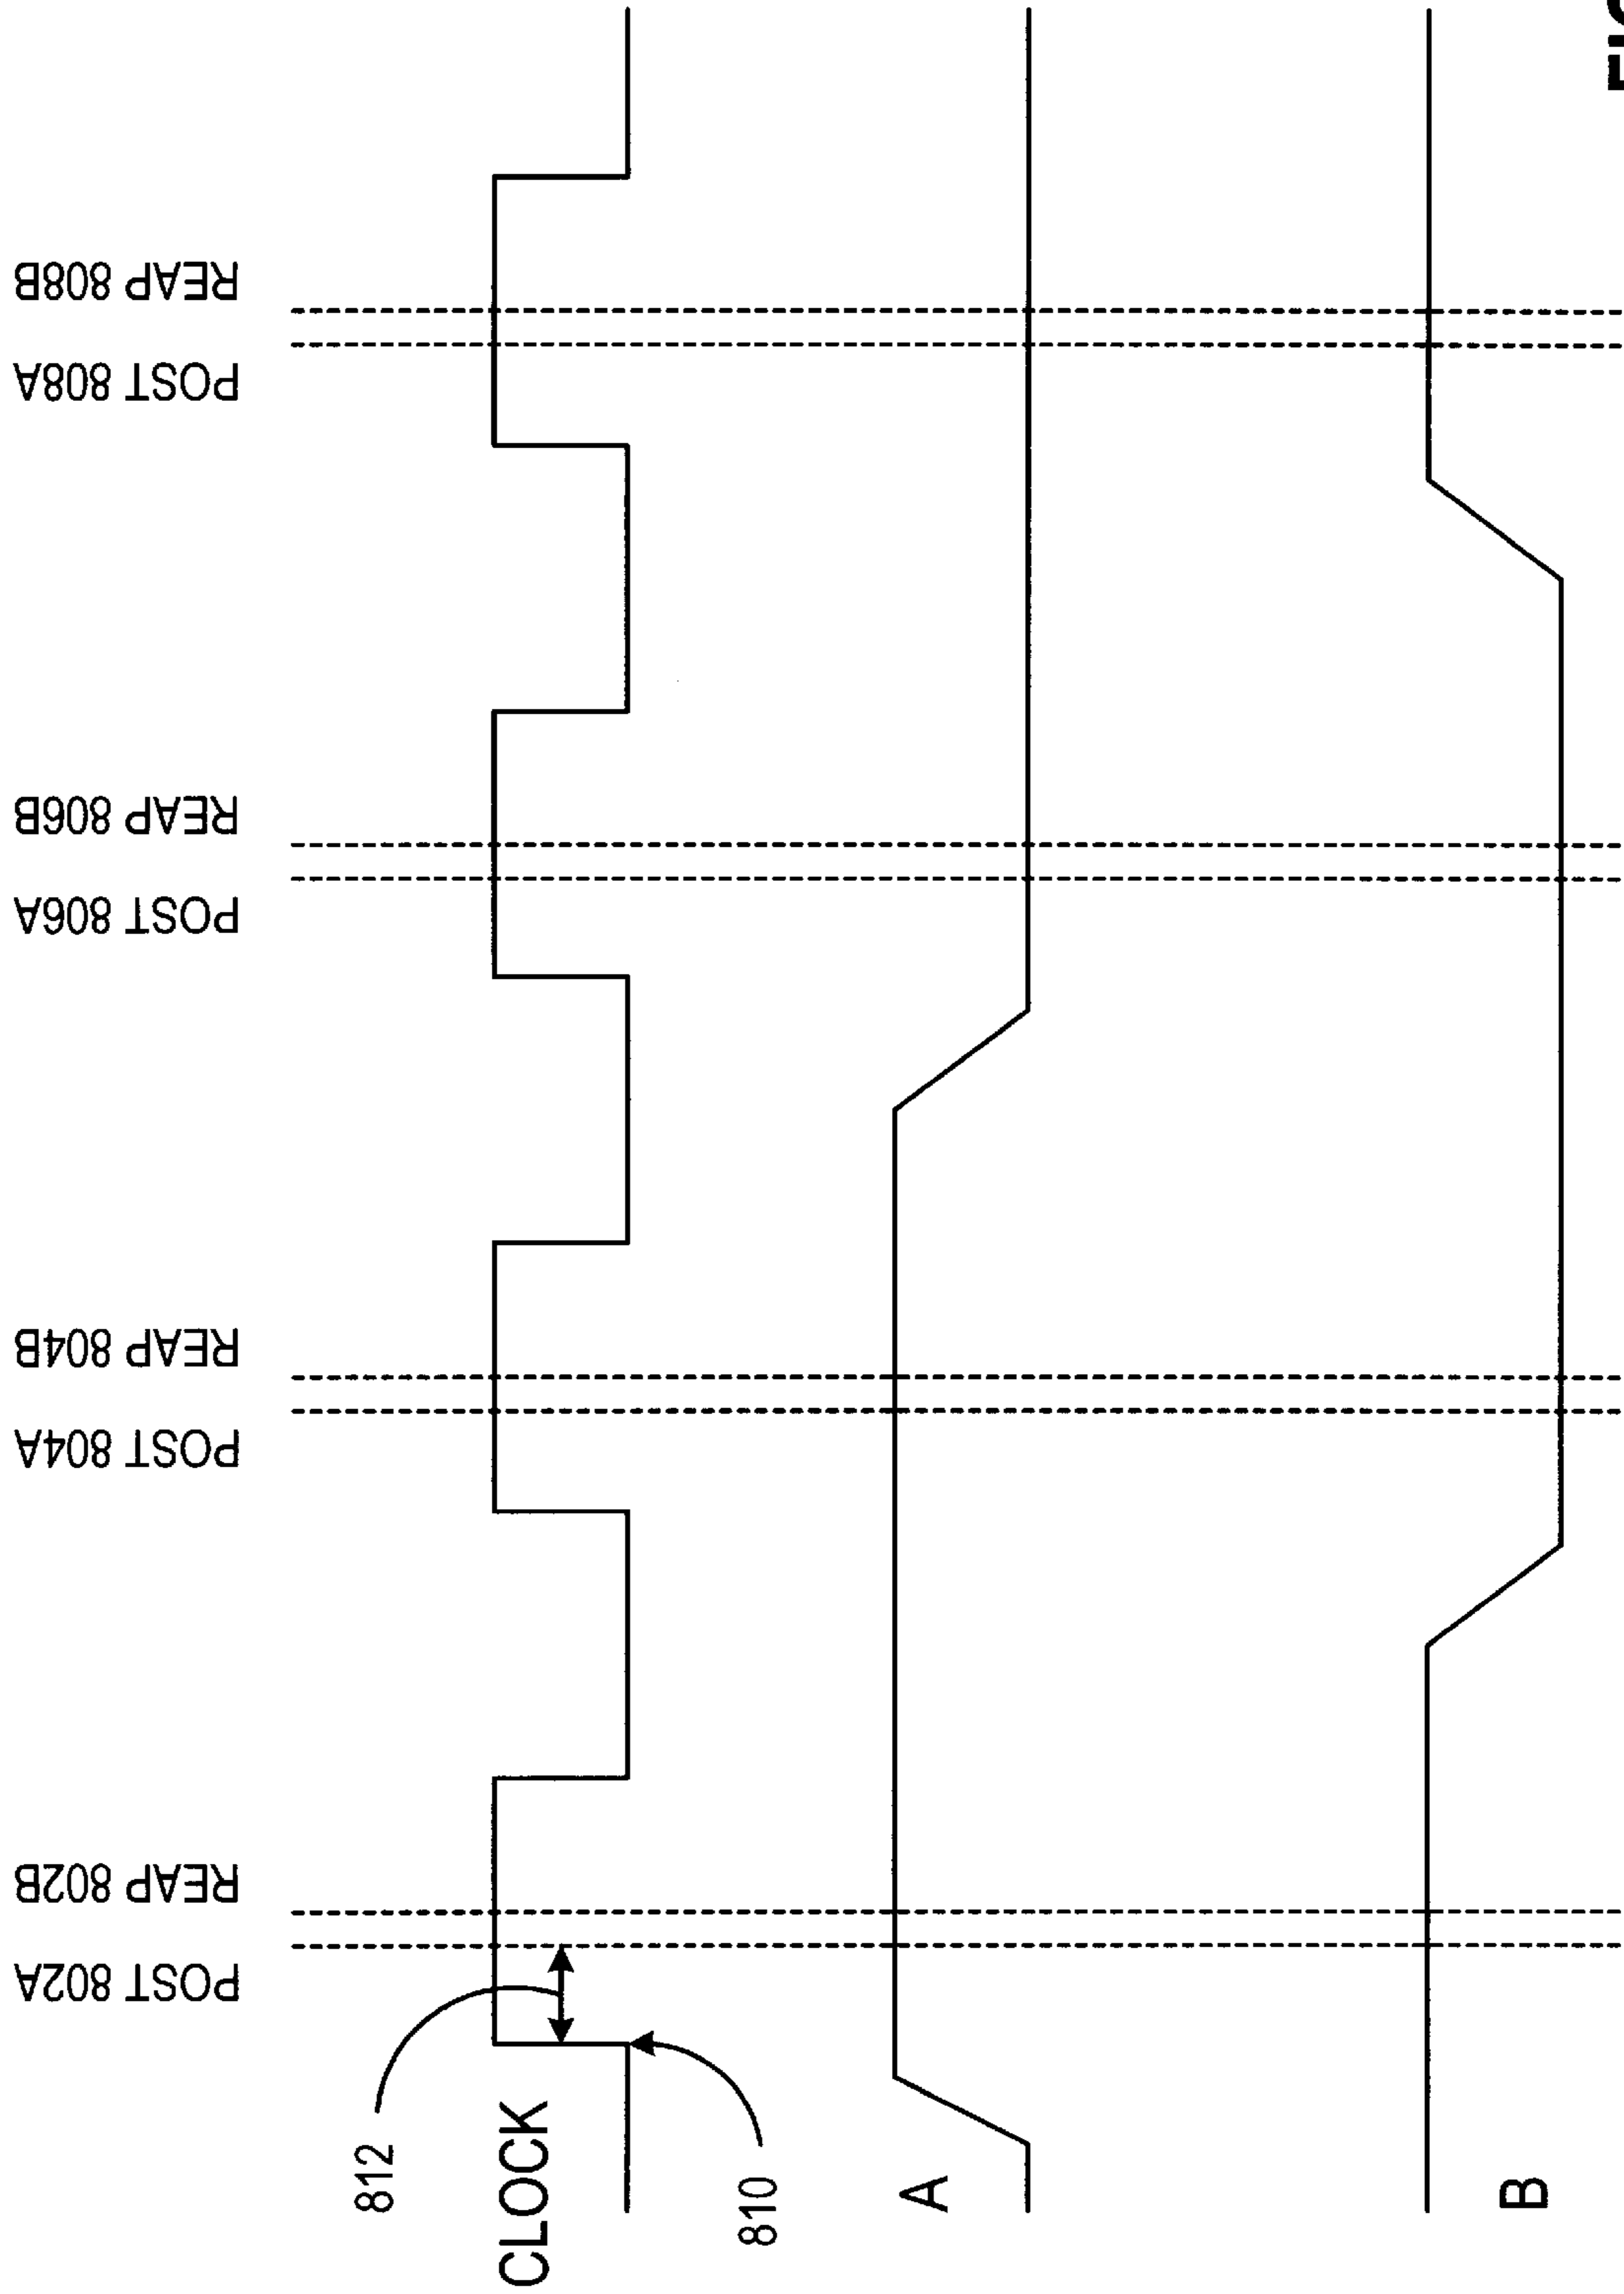 POST 802A
REAP 802B
POST 804A
REAP 804B
POST 806A
REAP 806B
POST 808A
REAP 808B
812
CLOCK
810
A
B